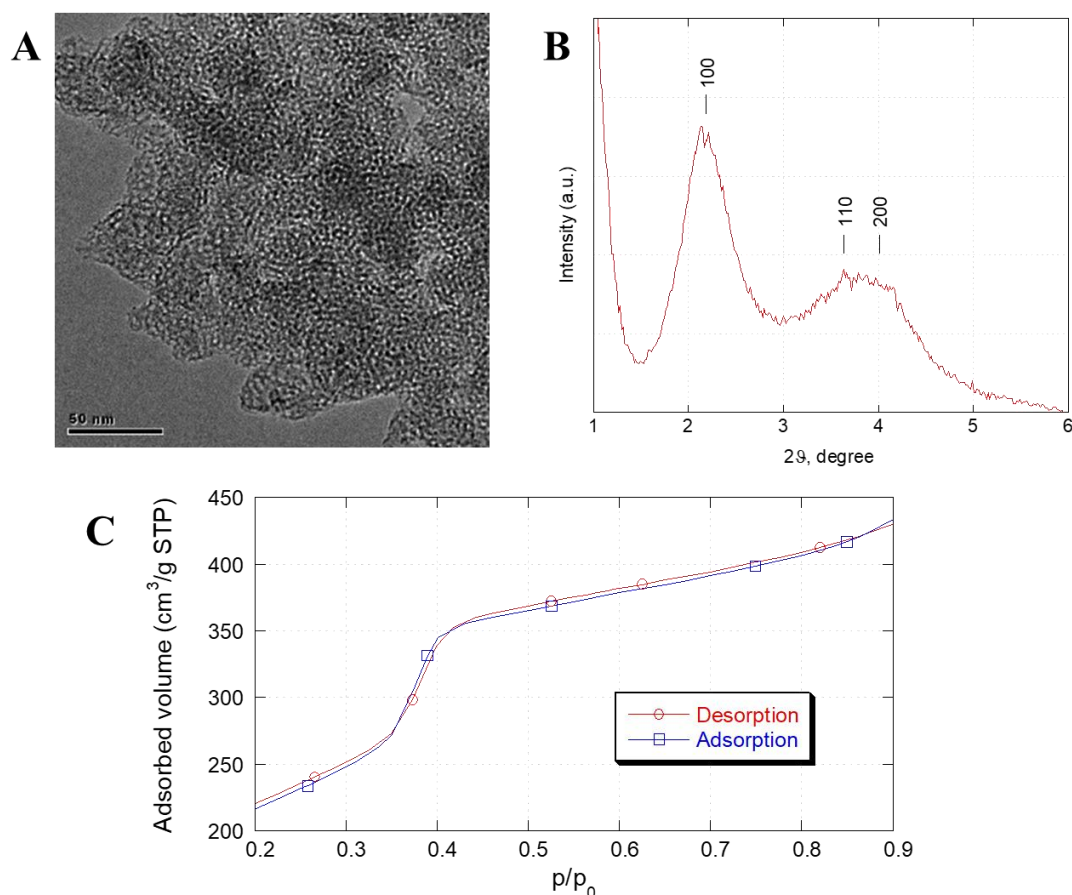 A
50 nm
B
100
110
200
Intensity (a.u.)
1 2 3 4 5 6
2ϑ, degree
C
450
400
350
300
250
200
Adsorbed volume (cm³/g STP)
Desorption
Adsorption
0.2 0.3 0.4 0.5 0.6 0.7 0.8 0.9
p/p₀